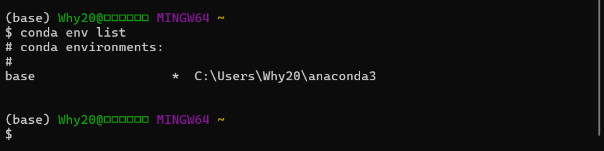 (base) Why20@□□□□□□ MINGW64 ~
$ conda env list
# conda environments:
#
base                  *  C:\Users\Why20\anaconda3
(base) Why20@□□□□□□ MINGW64 ~
$